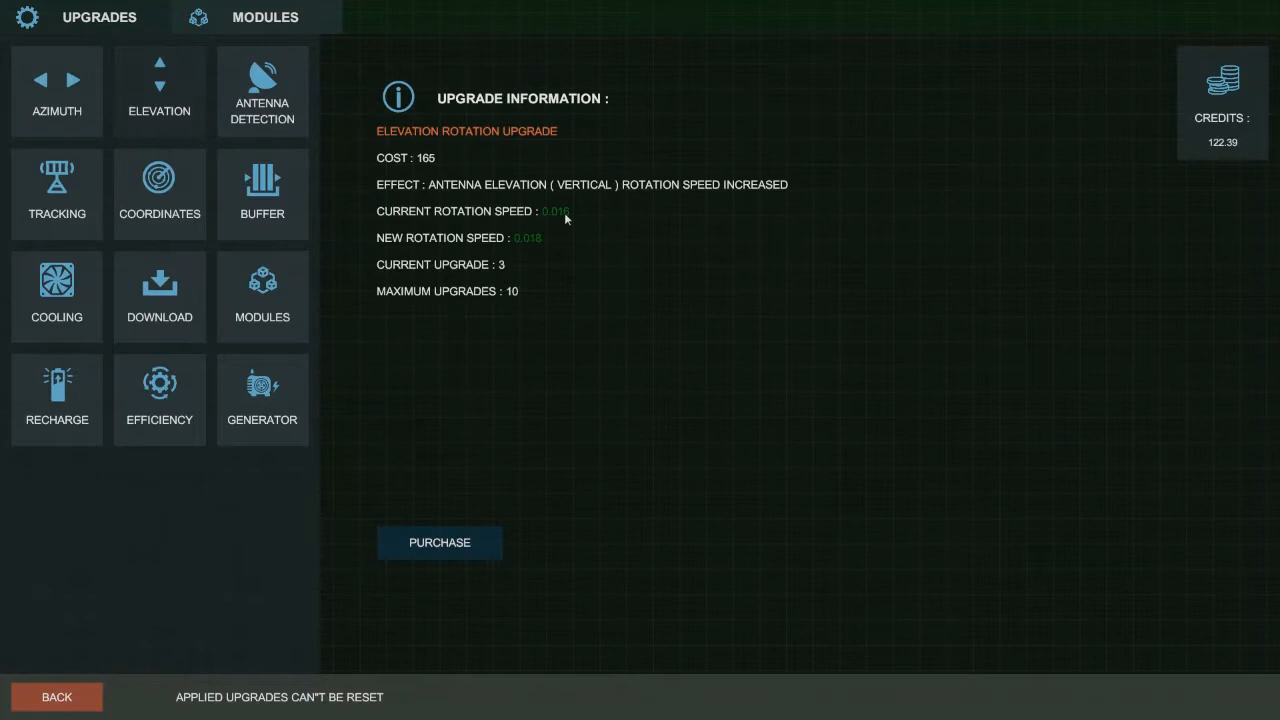 UPGRADES
MODULES
AZIMUTH
ELEVATION
ANTENNA
DETECTION
TRACKING
COORDINATES
BUFFER
COOLING
DOWNLOAD
MODULES
RECHARGE
EFFICIENCY
GENERATOR
UPGRADE INFORMATION :
ELEVATION ROTATION UPGRADE
COST : 165
EFFECT : ANTENNA ELEVATION ( VERTICAL ) ROTATION SPEED INCREASED
CURRENT ROTATION SPEED : 0.016
NEW ROTATION SPEED : 0.018
CURRENT UPGRADE : 3
MAXIMUM UPGRADES : 10
PURCHASE
CREDITS :
122.39
BACK
APPLIED UPGRADES CAN"T BE RESET